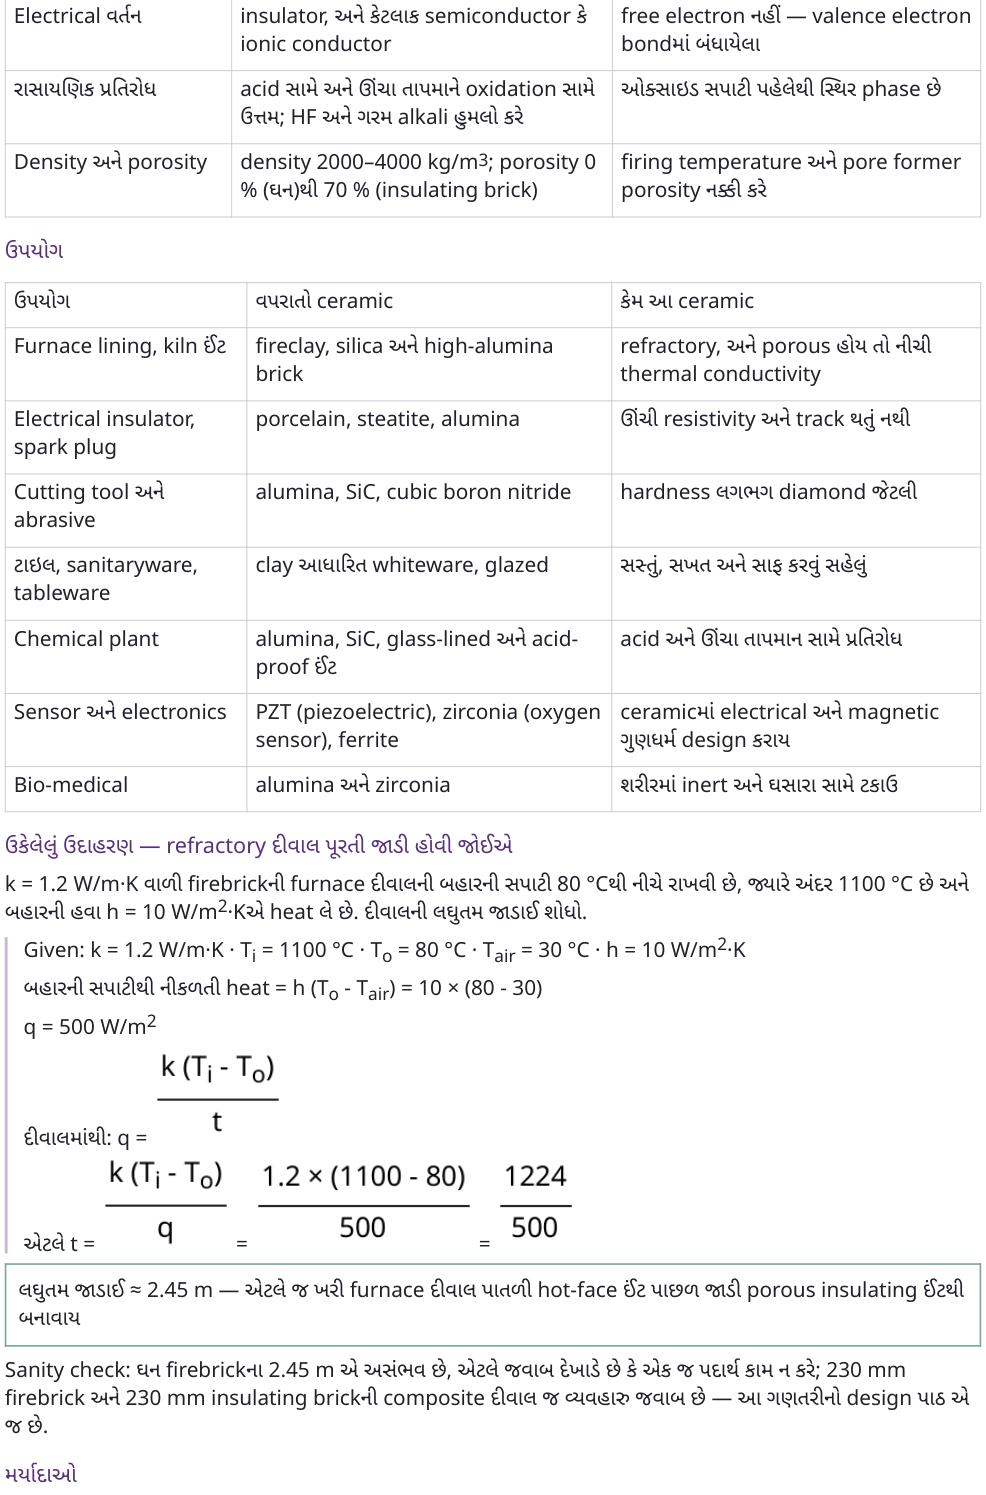 Electrical વર્તન
insulator, અને કેટલાક semiconductor કે
ionic conductor
free electron નહીં — valence electron
bondમાં બંધાયેલા
રાસાયણિક પ્રતિરોધ
acid સામે અને ઊંચા તાપમાને oxidation સામે
ઉત્તમ; HF અને ગરમ alkali હુમલો કરે
ઓક્સાઇડ સપાટી પહેલેથી સ્થિર phase છે
Density અને porosity
density 2000–4000 kg/m³; porosity 0
% (ઘન)થી 70 % (insulating brick)
firing temperature અને pore former
porosity નક્કી કરે
ઉપયોગ
ઉપયોગ
વપરાતો ceramic
કેમ આ ceramic
Furnace lining, kiln ઈંટ
fireclay, silica અને high-alumina
brick
refractory, અને porous હોય તો નીચી
thermal conductivity
Electrical insulator,
spark plug
porcelain, steatite, alumina
ઊંચી resistivity અને track થતું નથી
Cutting tool અને
abrasive
alumina, SiC, cubic boron nitride
hardness લગભગ diamond જેટલી
ટાઇલ, sanitaryware,
tableware
clay આધારિત whiteware, glazed
સસ્તું, સખત અને સાફ કરવું સહેલું
Chemical plant
alumina, SiC, glass-lined અને acid-
proof ઈંટ
acid અને ઊંચા તાપમાન સામે પ્રતિરોધ
Sensor અને electronics
PZT (piezoelectric), zirconia (oxygen
sensor), ferrite
ceramicમાં electrical અને magnetic
ગુણધર્મ design કરાય
Bio-medical
alumina અને zirconia
શરીરમાં inert અને ઘસારા સામે ટકાઉ
ઉકેલેલું ઉદાહરણ — refractory દીવાલ પૂરતી જાડી હોવી જોઈએ
k = 1.2 W/m·K વાળી firebrickની furnace દીવાલની બહારની સપાટી 80 °Cથી નીચે રાખવી છે, જ્યારે અંદર 1100 °C છે અને
બહારની હવા h = 10 W/m²·Kએ heat લે છે. દીવાલની લઘુતમ જાડાઈ શોધો.
Given: k = 1.2 W/m·K · Tᵢ = 1100 °C · Tₒ = 80 °C · Tair = 30 °C · h = 10 W/m²·K
બહારની સપાટીથી નીકળતી heat = h (Tₒ - Tair) = 10 × (80 - 30)
q = 500 W/m²
દીવાલમાંથી: q = k (Tᵢ - Tₒ) / t
એટલે t = k (Tᵢ - Tₒ) / q = 1.2 × (1100 - 80) / 500 = 1224 / 500
લઘુતમ જાડાઈ ≈ 2.45 m — એટલે જ ખરી furnace દીવાલ પાતળી hot-face ઈંટ પાછળ જાડી porous insulating ઈંટથી
બનાવાય
Sanity check: ઘન firebrickના 2.45 m એ અસંભવ છે, એટલે જવાબ દેખાડે છે કે એક જ પદાર્થ કામ ન કરે; 230 mm
firebrick અને 230 mm insulating brickની composite દીવાલ જ વ્યવહારુ જવાબ છે — આ ગણતરીનો design પાઠ એ
જ છે.
મર્યાદાઓ